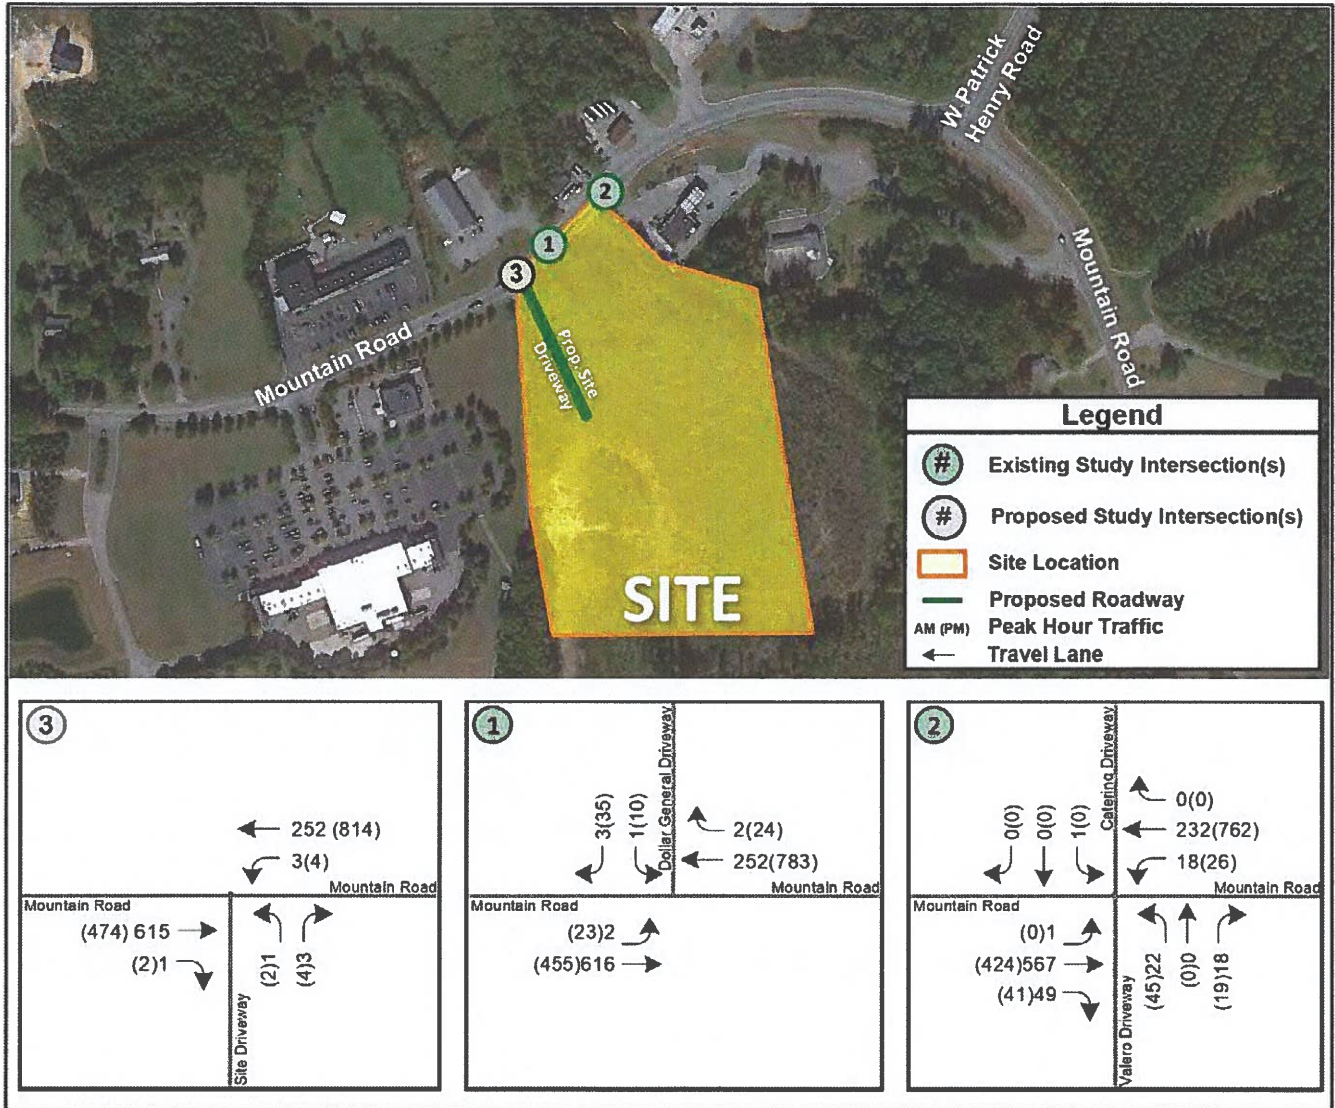 W Patrick
Henry Road
2
1
3
Mountain Road
Prop. Site
Driveway
Mountain Road
SITE
Legend
# Existing Study Intersection(s)
# Proposed Study Intersection(s)
Site Location
Proposed Roadway
AM (PM) Peak Hour Traffic
Travel Lane
3
252 (814)
3(4)
Mountain Road
Mountain Road
(474) 615
(2)1
(2)1
(4)3
Site Driveway
1
Dollar General Driveway
3(35)
1(10)
2(24)
252(783)
Mountain Road
Mountain Road
(23)2
(455)616
2
Catering Driveway
0(0)
0(0)
1(0)
0(0)
232(762)
18(26)
Mountain Road
Mountain Road
(0)1
(424)567
(41)49
(45)22
(0)0
(19)18
Valero Driveway